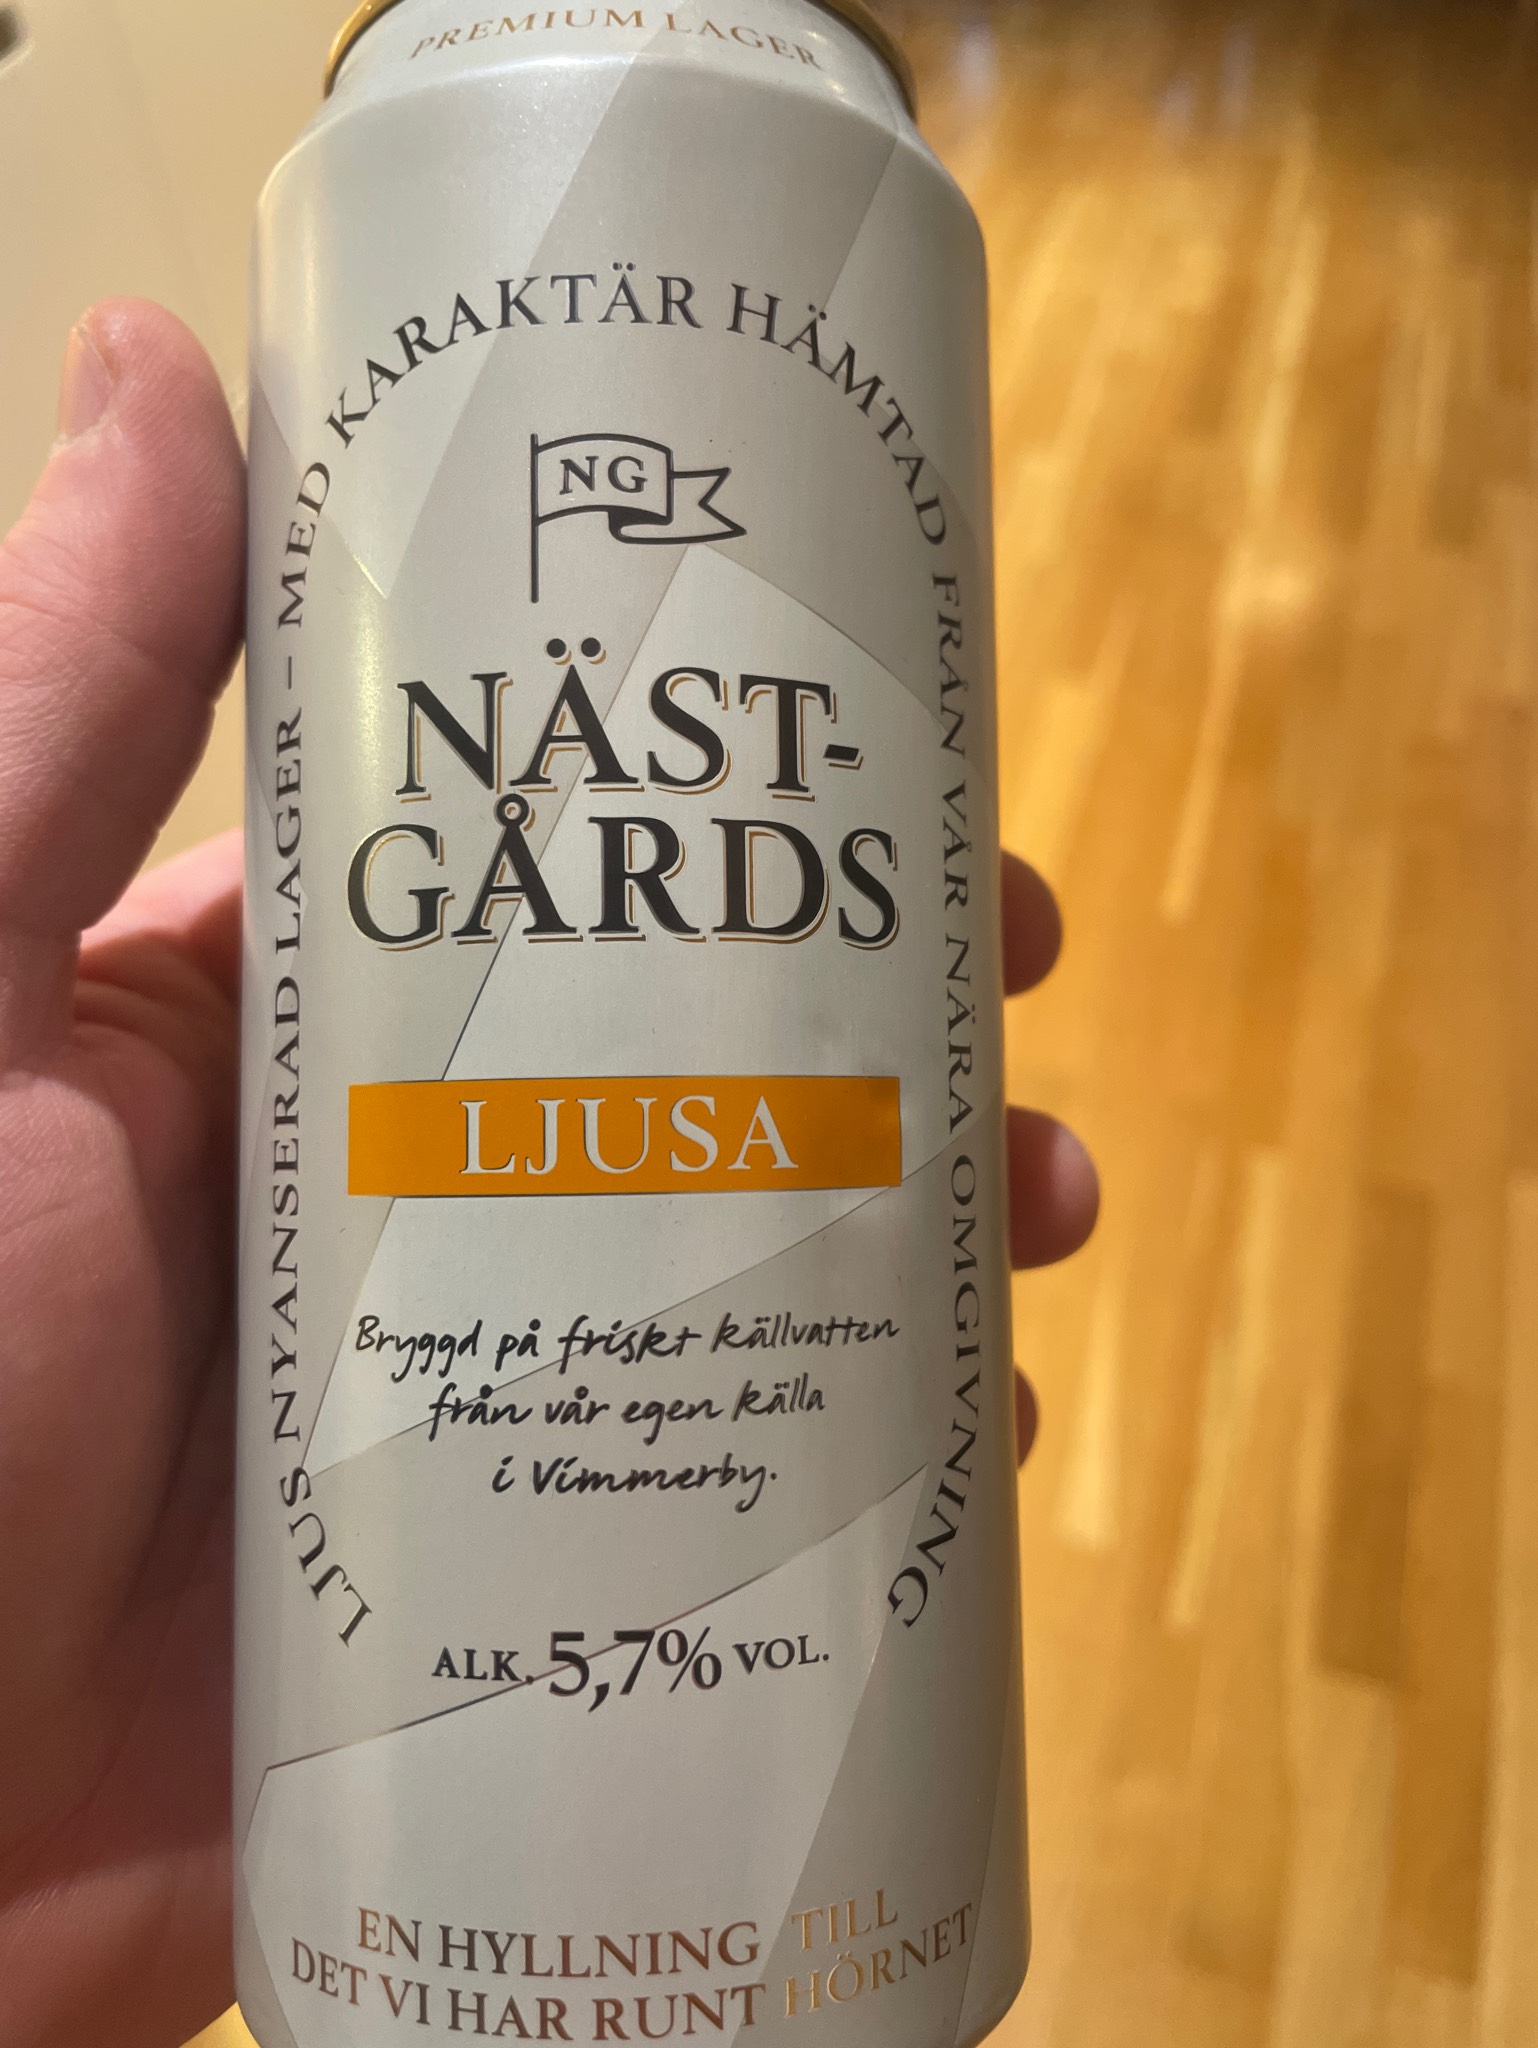 PREMIUM LAGER
LJUS NYANSERAD LAGER – MED KARAKTÄR HÄMTAD FRÅN VÅR NÄRA OMGIVNING
NG
NÄST-
GÅRDS
LJUSA
Bryggd på friskt källvatten
från vår egen källa
i Vimmerby.
ALK. 5,7% VOL.
EN HYLLNING TILL
DET VI HAR RUNT HÖRNET